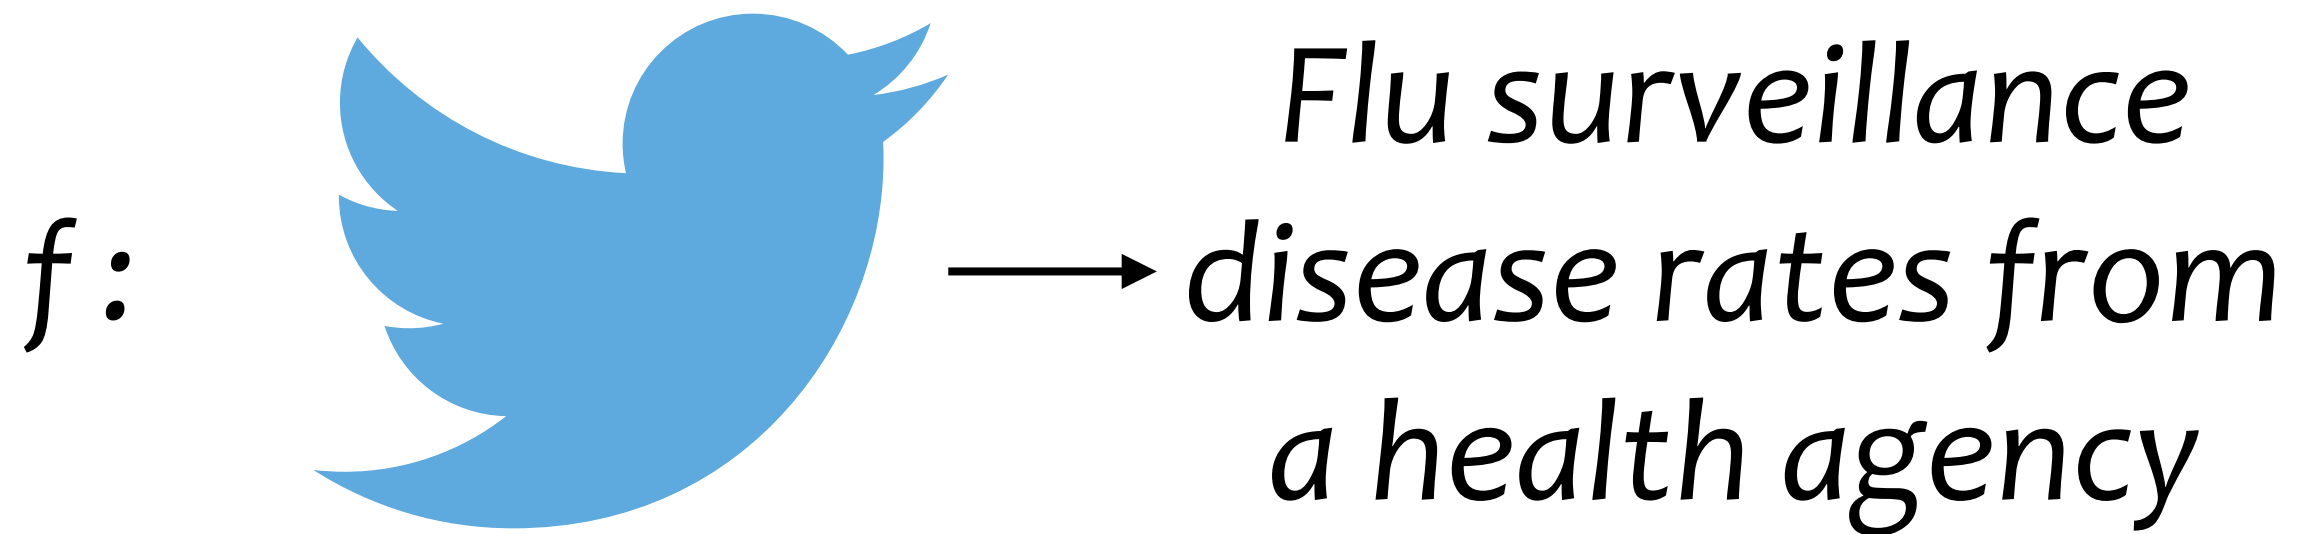 f :
Flu surveillance
disease rates from
a health agency